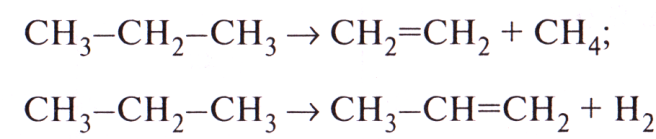 CH₃–CH₂–CH₃ → CH₂=CH₂ + CH₄;
CH₃–CH₂–CH₃ → CH₃–CH=CH₂ + H₂